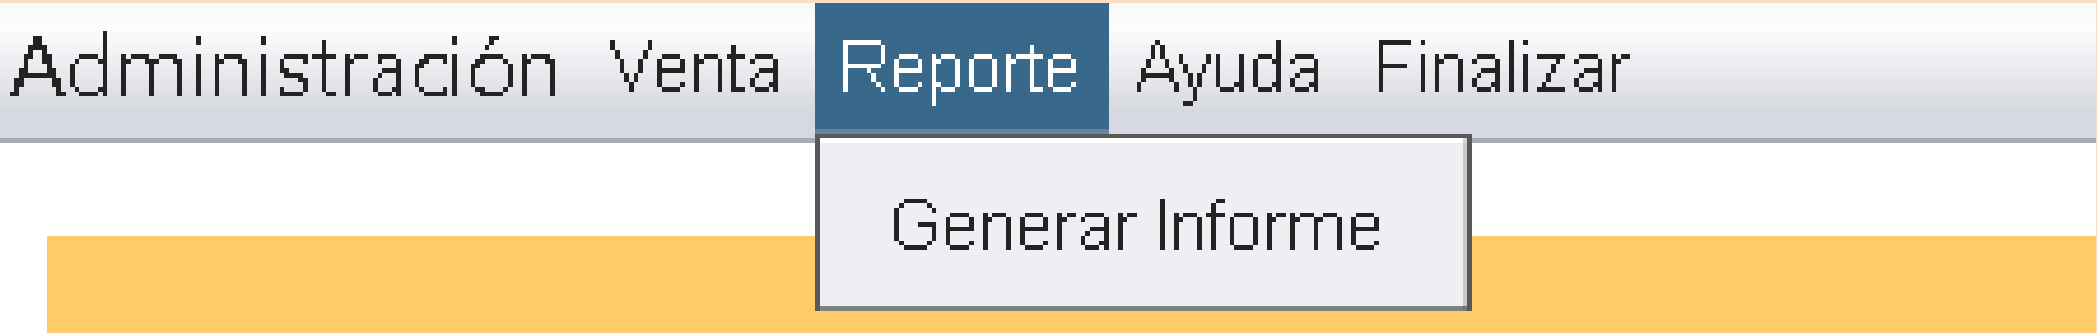 Administración Venta Reporte Ayuda Finalizar
Generar Informe